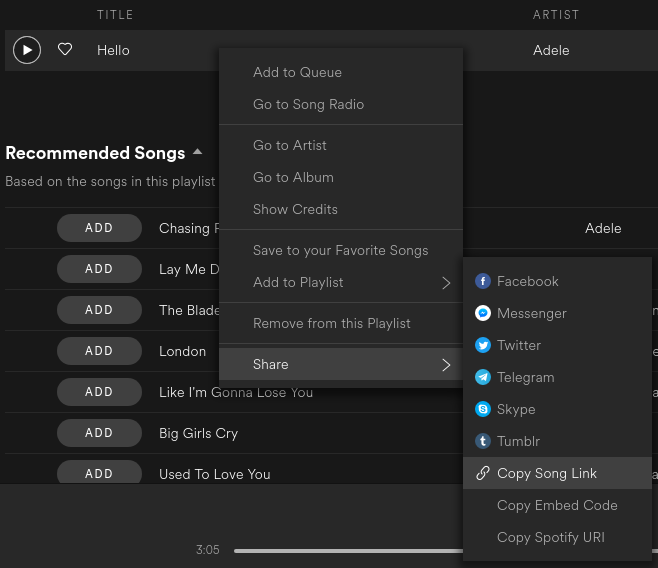 TITLE ARTIST
Hello Adele
Add to Queue
Go to Song Radio
Go to Artist
Go to Album
Show Credits
Save to your Favorite Songs
Add to Playlist
Remove from this Playlist
Share
Facebook
Messenger
Twitter
Telegram
Skype
Tumblr
Copy Song Link
Copy Embed Code
Copy Spotify URI
Recommended Songs
Based on the songs in this playlist
ADD Chasing Adele
ADD Lay Me
ADD The
ADD London
ADD Like I'm Gonna Lose You
ADD Big Girls Cry
ADD Used To Love You
3:05